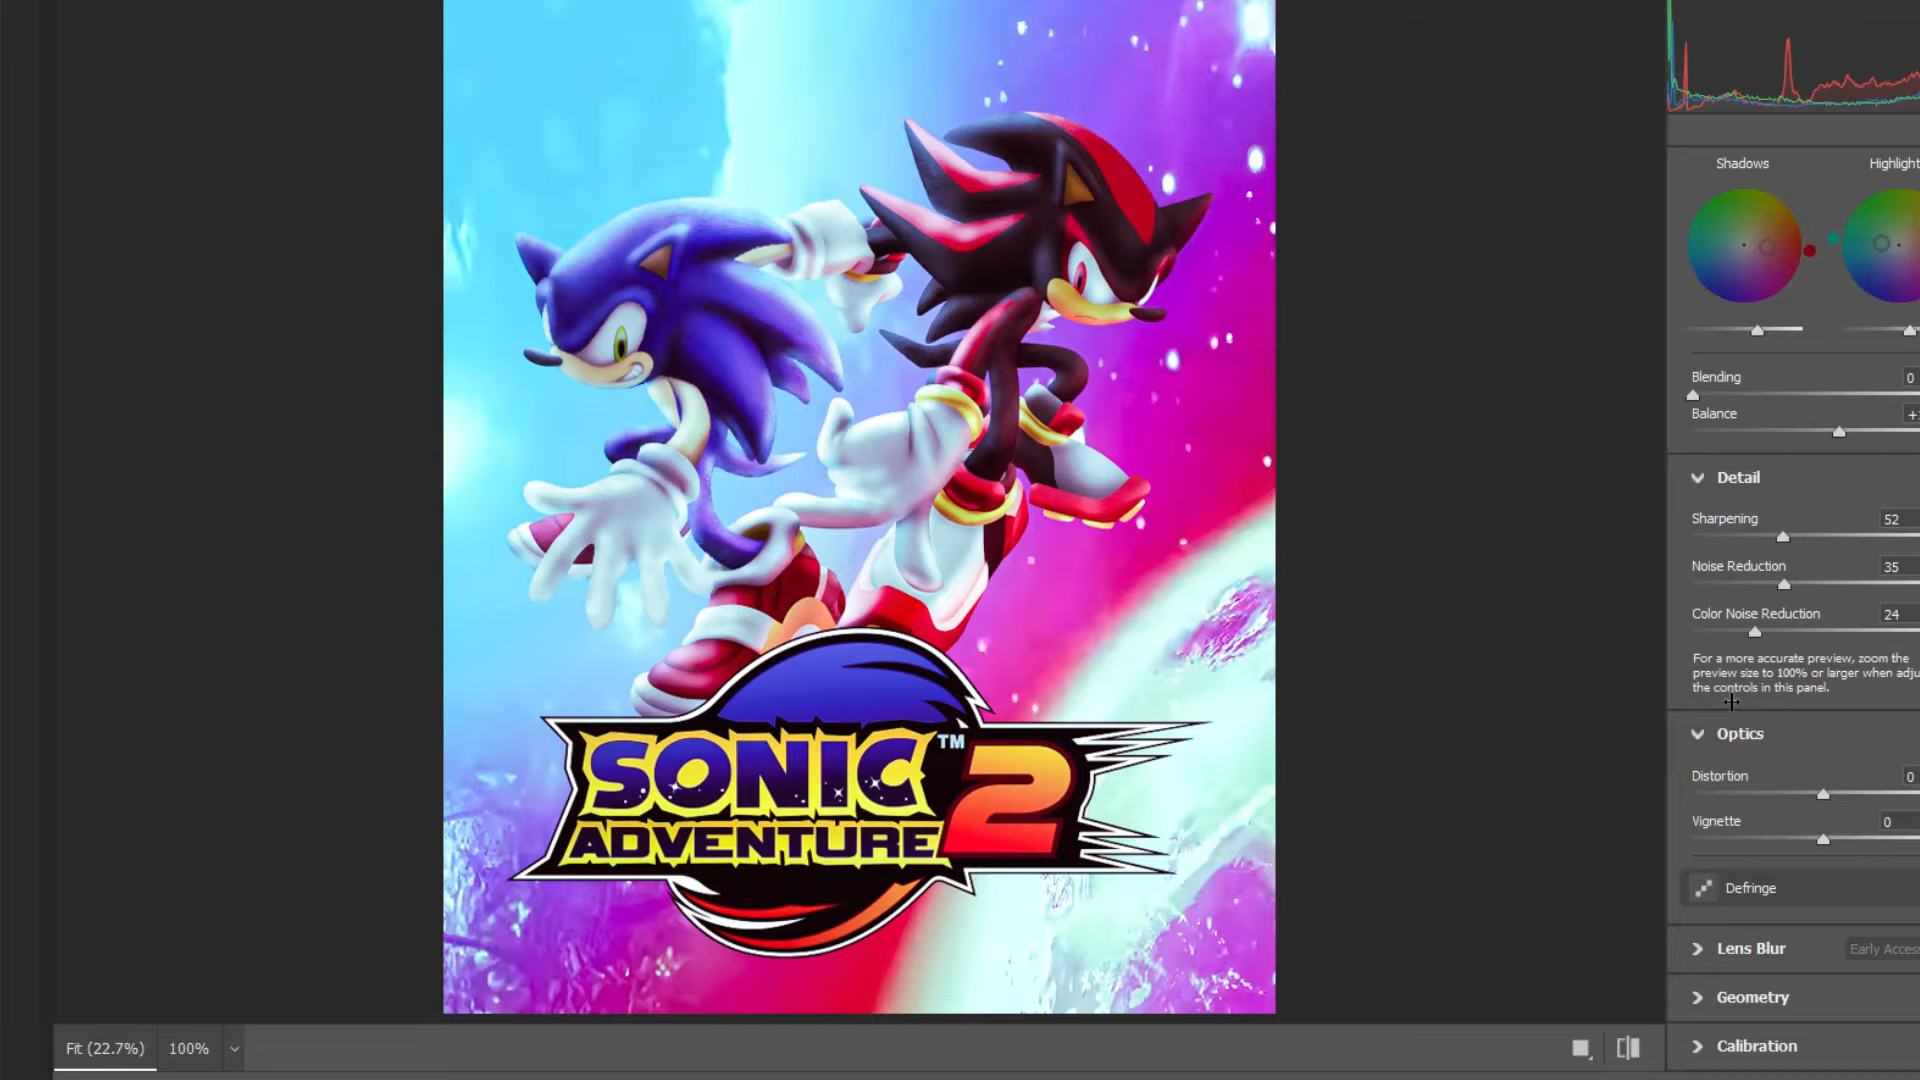 SONIC™
ADVENTURE 2
Shadows
Highlight
Blending
0
Balance
+
Detail
Sharpening
52
Noise Reduction
35
Color Noise Reduction
24
For a more accurate preview, zoom the
preview size to 100% or larger when adju
the controls in this panel.
Optics
Distortion
0
Vignette
0
Defringe
Lens Blur
Early Access
Geometry
Calibration
Fit (22.7%)
100%